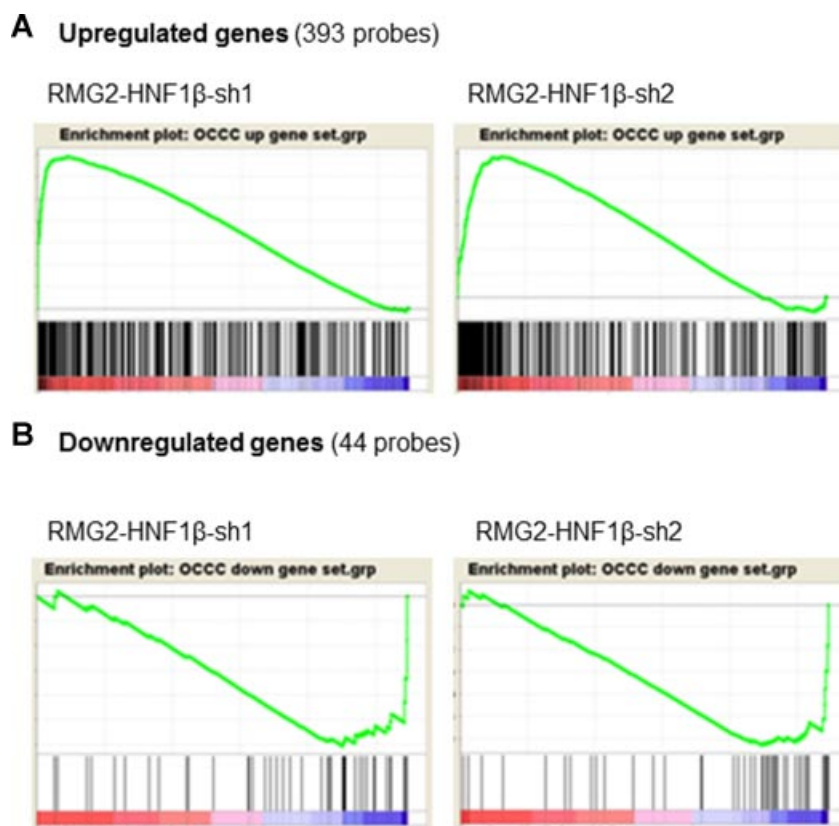 A Upregulated genes (393 probes)
RMG2-HNF1β-sh1
RMG2-HNF1β-sh2
Enrichment plot: OCCC up gene set.grp
Enrichment plot: OCCC up gene set.grp
B Downregulated genes (44 probes)
RMG2-HNF1β-sh1
RMG2-HNF1β-sh2
Enrichment plot: OCCC down gene set.grp
Enrichment plot: OCCC down gene set.grp